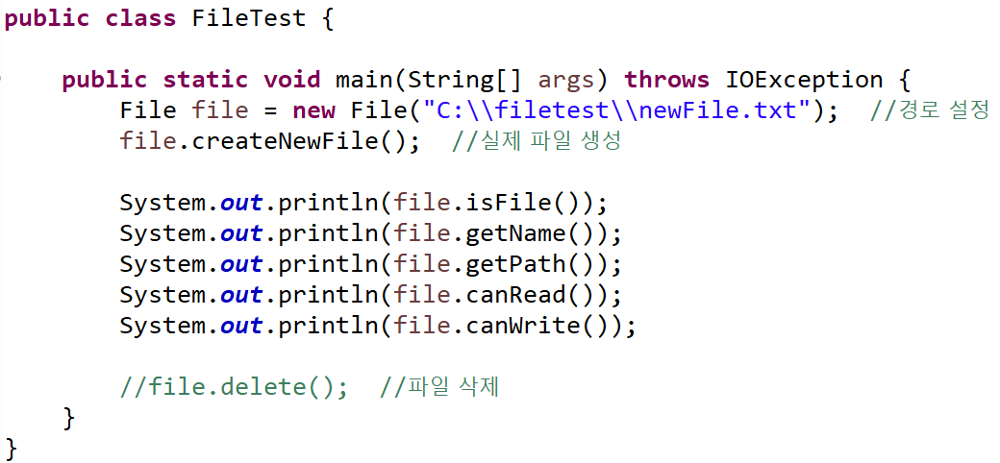 public class FileTest {
public static void main(String[] args) throws IOException {
File file = new File("C:\\filetest\\newFile.txt");  //경로 설정
file.createNewFile();  //실제 파일 생성
System.out.println(file.isFile());
System.out.println(file.getName());
System.out.println(file.getPath());
System.out.println(file.canRead());
System.out.println(file.canWrite());
//file.delete();  //파일 삭제
}
}